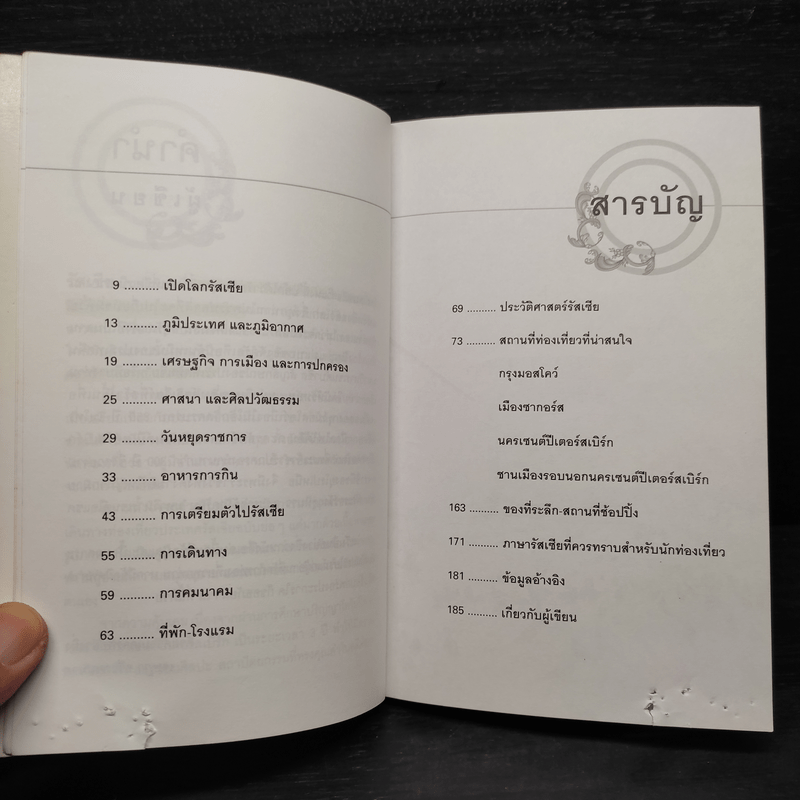 9 .......... เปิดโลกรัสเซีย
13 .......... ภูมิประเทศ และภูมิอากาศ
19 .......... เศรษฐกิจ การเมือง และการปกครอง
25 .......... ศาสนา และศิลปวัฒธรรม
29 .......... วันหยุดราชการ
33 .......... อาหารการกิน
43 .......... การเตรียมตัวไปรัสเซีย
55 .......... การเดินทาง
59 .......... การคมนาคม
63 .......... ที่พัก-โรงแรม
สารบัญ
69 .......... ประวัติศาสตร์รัสเซีย
73 .......... สถานที่ท่องเที่ยวที่น่าสนใจ
กรุงมอสโคว์
เมืองซากอร์ส
นครเซนต์ปีเตอร์สเบิร์ก
ชานเมืองรอบนอกนครเซนต์ปีเตอร์สเบิร์ก
163 .......... ของที่ระลึก-สถานที่ช้อปปิ้ง
171 .......... ภาษารัสเซียที่ควรทราบสำหรับนักท่องเที่ยว
181 .......... ข้อมูลอ้างอิง
185 .......... เกี่ยวกับผู้เขียน